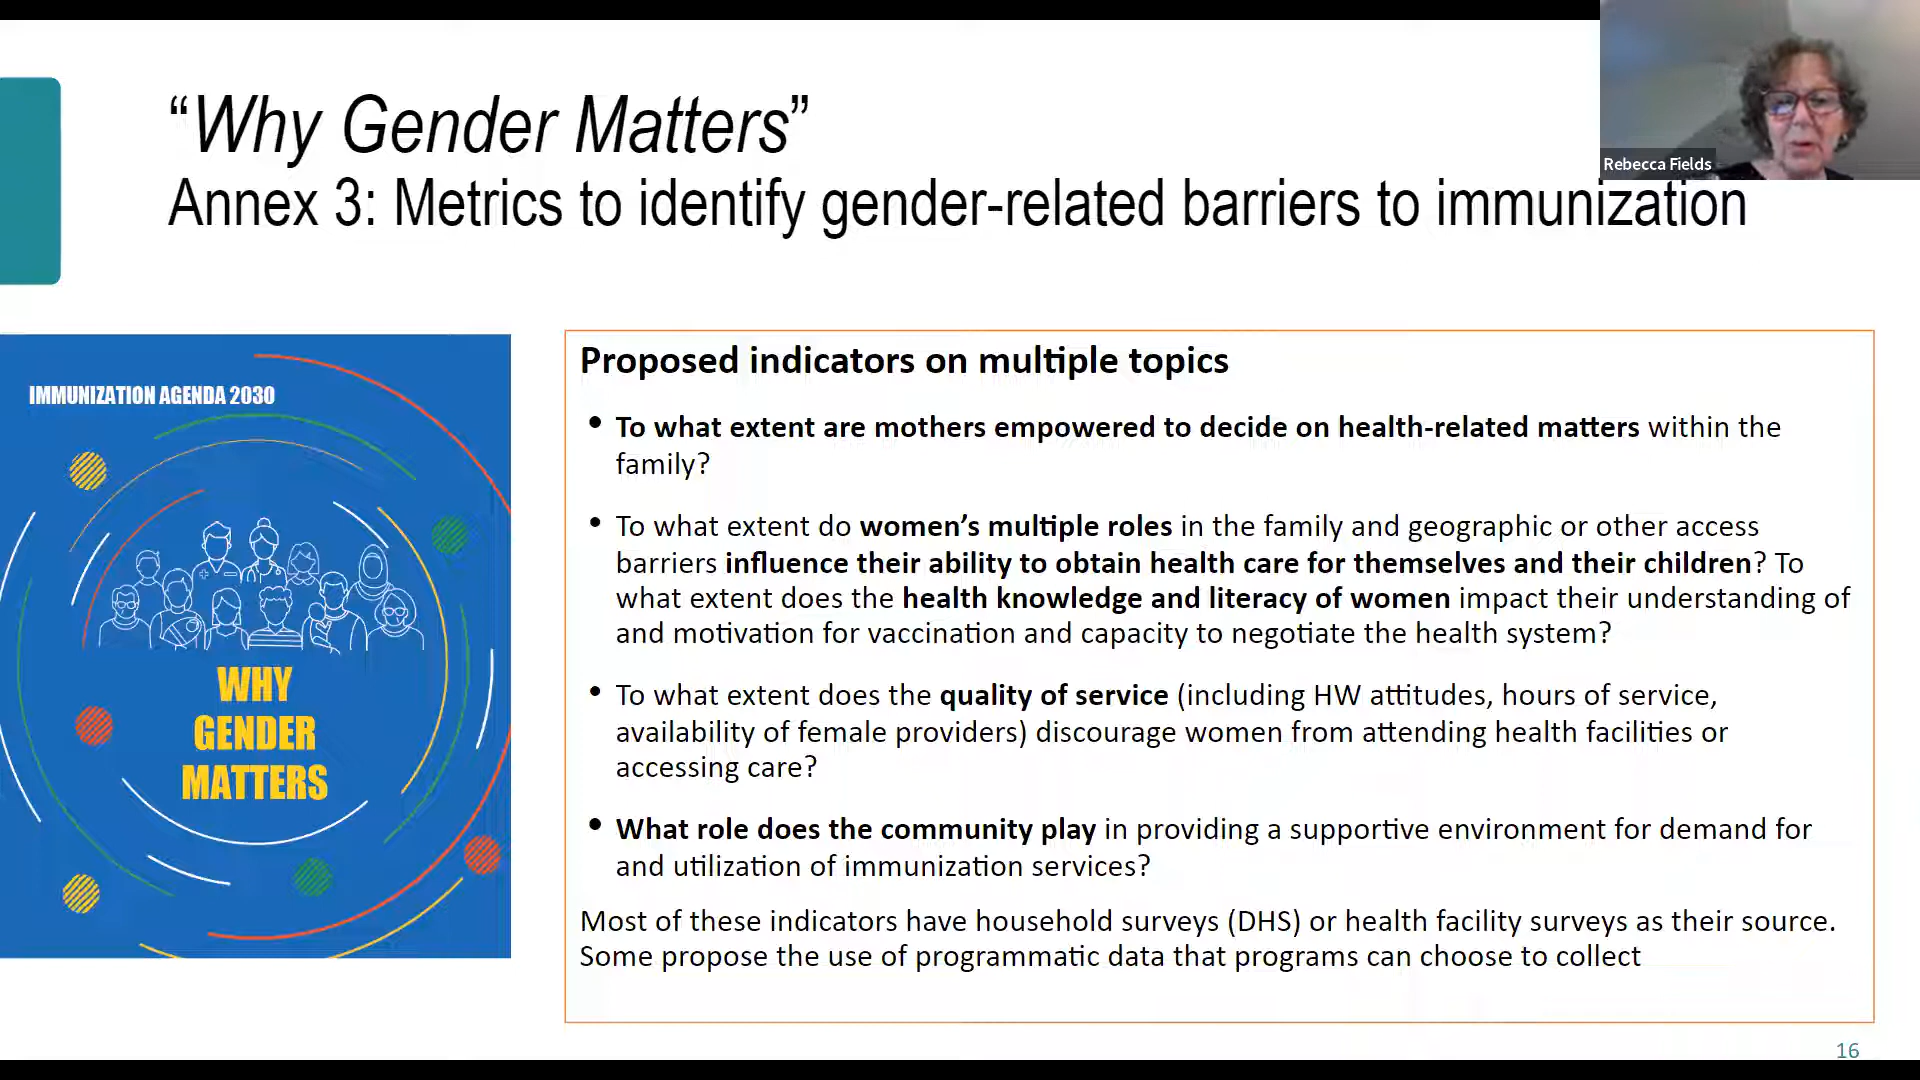 “Why Gender Matters”
Annex 3: Metrics to identify gender-related barriers to immunization
Rebecca Fields
IMMUNIZATION AGENDA 2030
WHY
GENDER
MATTERS
Proposed indicators on multiple topics
• To what extent are mothers empowered to decide on health-related matters within the
family?
• To what extent do women’s multiple roles in the family and geographic or other access
barriers influence their ability to obtain health care for themselves and their children? To
what extent does the health knowledge and literacy of women impact their understanding of
and motivation for vaccination and capacity to negotiate the health system?
• To what extent does the quality of service (including HW attitudes, hours of service,
availability of female providers) discourage women from attending health facilities or
accessing care?
• What role does the community play in providing a supportive environment for demand for
and utilization of immunization services?
Most of these indicators have household surveys (DHS) or health facility surveys as their source.
Some propose the use of programmatic data that programs can choose to collect
16